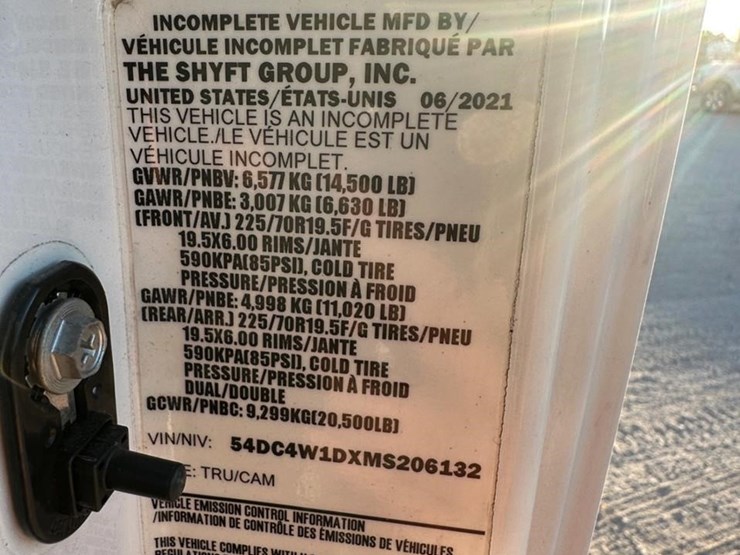 INCOMPLETE VEHICLE MFD BY/
VÉHICULE INCOMPLET FABRIQUÉ PAR
THE SHYFT GROUP, INC.
UNITED STATES/ÉTATS-UNIS 06/2021
THIS VEHICLE IS AN INCOMPLETE
VEHICLE./LE VÉHICULE EST UN
VÉHICULE INCOMPLET.
GVWR/PNBV: 6,577 KG (14,500 LB)
GAWR/PNBE: 3,007 KG (6,630 LB)
(FRONT/AV.) 225/70R19.5F/G TIRES/PNEU
19.5X6.00 RIMS/JANTE
590KPA(85PSI), COLD TIRE
PRESSURE/PRESSION À FROID
GAWR/PNBE: 4,998 KG (11,020 LB)
(REAR/ARR.) 225/70R19.5F/G TIRES/PNEU
19.5X6.00 RIMS/JANTE
590KPA(85PSI), COLD TIRE
PRESSURE/PRESSION À FROID
DUAL/DOUBLE
GCWR/PNBC: 9,299KG(20,500LB)
VIN/NIV: 54DC4W1DXMS206132
E: TRU/CAM
VEHICLE EMISSION CONTROL INFORMATION
/INFORMATION DE CONTRÔLE DES ÉMISSIONS DE VÉHICULES
THIS VEHICLE COMPLIES